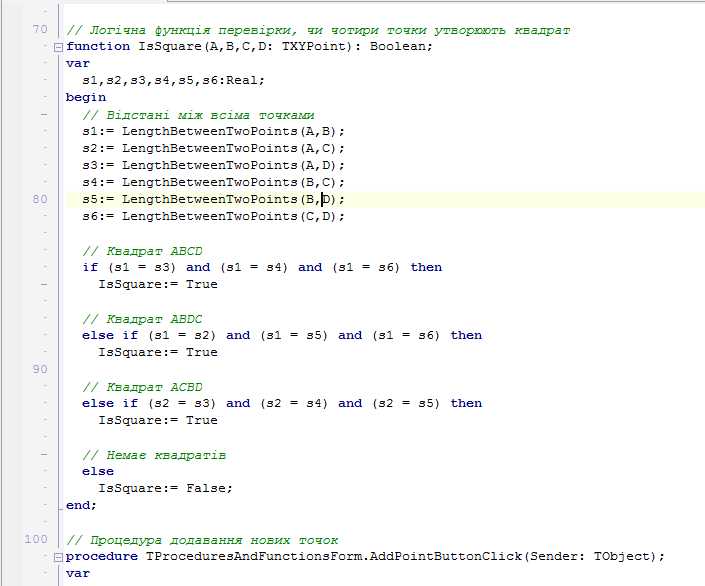 70 // Логічна функція перевірки, чи чотири точки утворюють квадрат
function IsSquare(A,B,C,D: TXYPoint): Boolean;
var
s1,s2,s3,s4,s5,s6:Real;
begin
// Відстані між всіма точками
s1:= LengthBetweenTwoPoints(A,B);
s2:= LengthBetweenTwoPoints(A,C);
s3:= LengthBetweenTwoPoints(A,D);
s4:= LengthBetweenTwoPoints(B,C);
80 s5:= LengthBetweenTwoPoints(B,D);
s6:= LengthBetweenTwoPoints(C,D);
// Квадрат ABCD
if (s1 = s3) and (s1 = s4) and (s1 = s6) then
IsSquare:= True
// Квадрат ABDC
else if (s1 = s2) and (s1 = s5) and (s1 = s6) then
IsSquare:= True
90
// Квадрат ACBD
else if (s2 = s3) and (s2 = s4) and (s2 = s5) then
IsSquare:= True
// Немає квадратів
else
IsSquare:= False;
end;
100 // Процедура додавання нових точок
procedure TProceduresAndFunctionsForm.AddPointButtonClick(Sender: TObject);
var